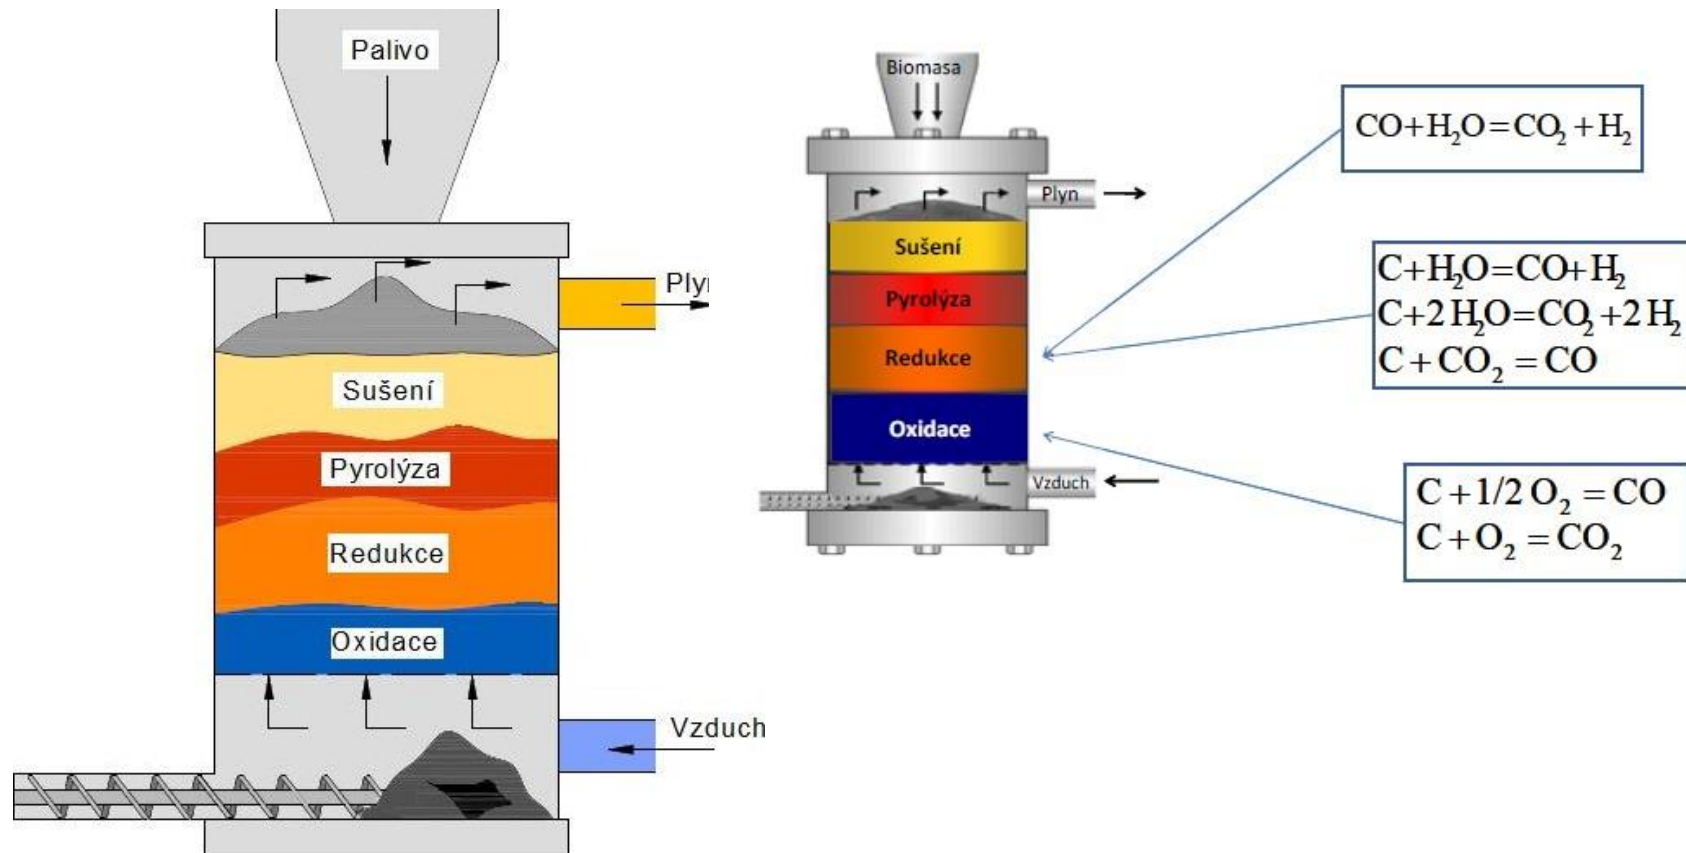 Palivo
Plyn
Sušení
Pyrolýza
Redukce
Oxidace
Vzduch
Biomasa
Plyn
Sušení
Pyrolýza
Redukce
Oxidace
Vzduch
CO+H₂O=CO₂+H₂
C+H₂O=CO+H₂
C+2H₂O=CO₂+2H₂
C+CO₂=CO
C+1/2O₂=CO
C+O₂=CO₂